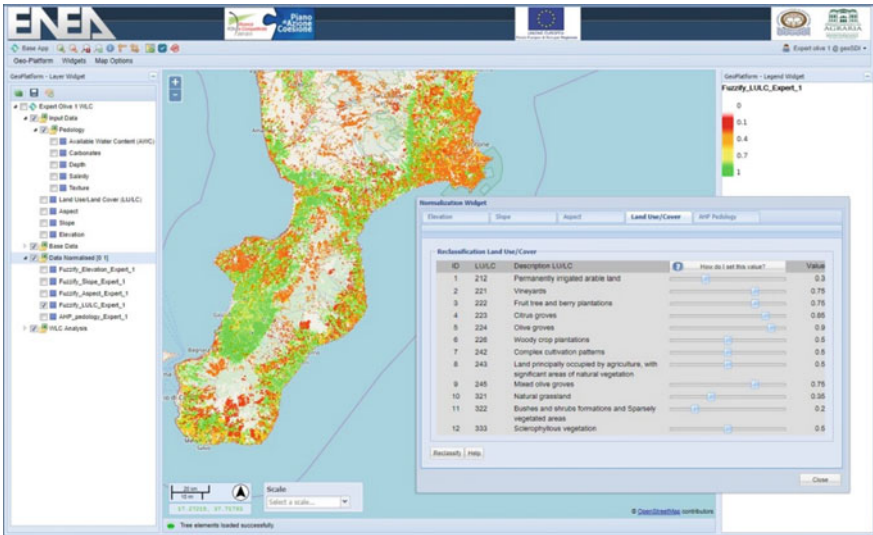 ENEA
Piano
d'Azione
Coesione
UNIONE EUROPEA
AGRARIA
Base App
Expert olive 1 @ geoSDI
Geo-Platform Widgets Map Options
GeoPlatform - Layer Widget
Expert Olive 1 WLC
Input Data
Pedology
Available Water Content (AWC)
Carbonates
Depth
Salinity
Texture
Land Use/Land Cover (LU/LC)
Aspect
Slope
Elevation
Base Data
Data Normalised [0 1]
Fuzzify_Elevation_Expert_1
Fuzzify_Slope_Expert_1
Fuzzify_Aspect_Expert_1
Fuzzify_LULC_Expert_1
AHP_pedology_Expert_1
WLC Analysis
GeoPlatform - Legend Widget
Fuzzify_LULC_Expert_1
0
0.1
0.4
0.7
1
Normalization Widget
Elevation Slope Aspect Land Use/Cover AHP Pedology
Reclassification Land Use/Cover
ID LU/LC Description LU/LC How do I set this value? Value
1 212 Permanently irrigated arable land 0.3
2 221 Vineyards 0.75
3 222 Fruit tree and berry plantations 0.75
4 223 Citrus groves 0.85
5 224 Olive groves 0.9
6 226 Woody crop plantations 0.5
7 242 Complex cultivation patterns 0.5
8 243 Land principally occupied by agriculture, with 0.5
significant areas of natural vegetation
9 245 Mixed olive groves 0.75
10 321 Natural grassland 0.35
11 322 Bushes and shrubs formations and Sparsely 0.2
vegetated areas
12 333 Sclerophyllous vegetation 0.5
Reclassify Help
Close
20 km
10 mi
Scale
Select a scale...
© OpenStreetMap contributors
Tree elements loaded successfully.